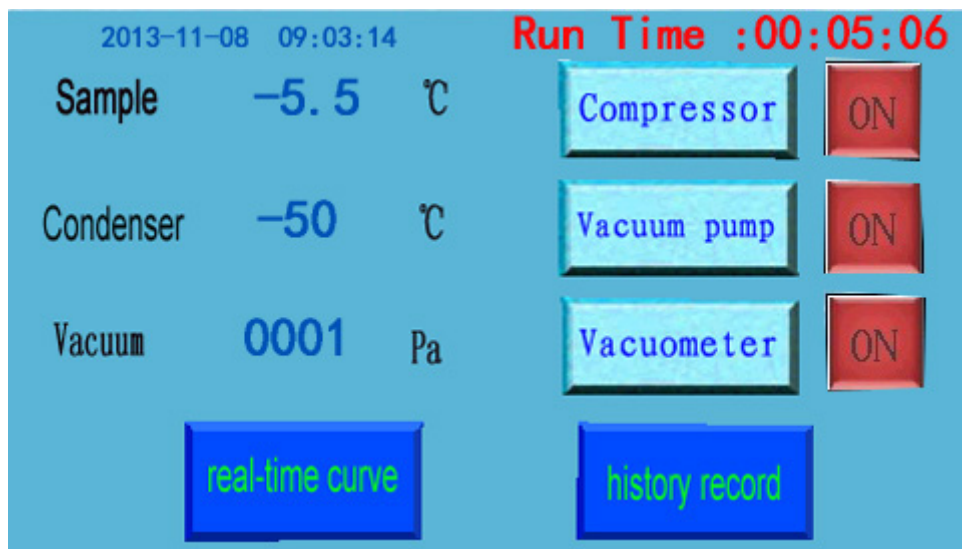 2013-11-08 09:03:14 Run Time :00:05:06
Sample -5.5 ℃ Compressor ON
Condenser -50 ℃ Vacuum pump ON
Vacuum 0001 Pa Vacuometer ON
real-time curve history record